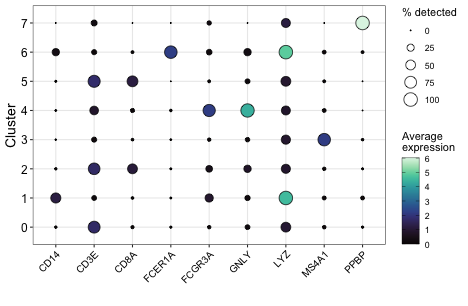 % detected
0
25
50
75
100
Average
expression
6
5
4
3
2
1
0
Cluster
7
6
5
4
3
2
1
0
CD14
CD3E
CD8A
FCER1A
FCGR3A
GNLY
LYZ
MS4A1
PPBP